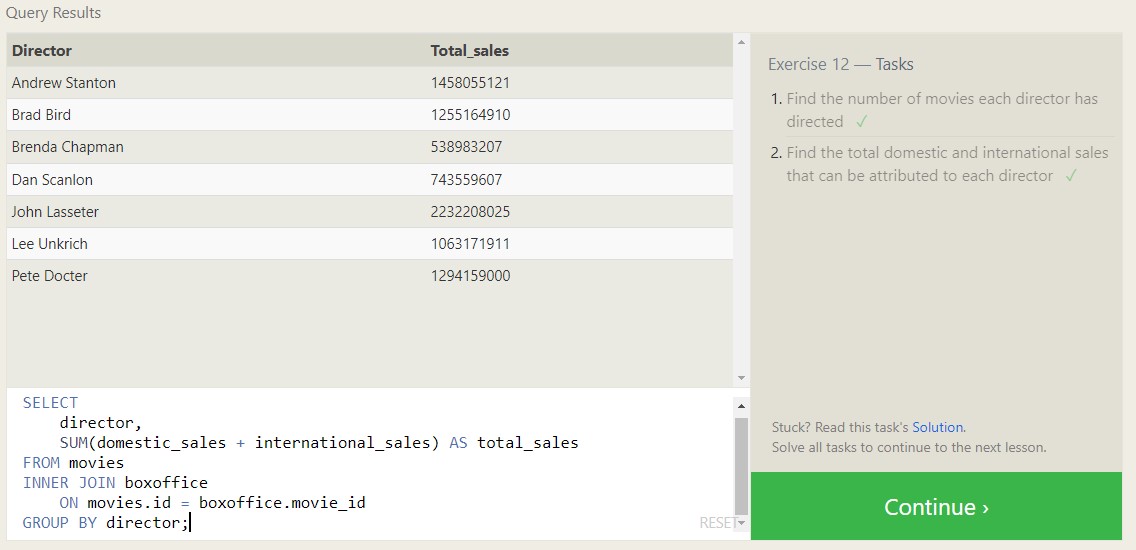 Query Results
Director Total_sales
Andrew Stanton 1458055121
Brad Bird 1255164910
Brenda Chapman 538983207
Dan Scanlon 743559607
John Lasseter 2232208025
Lee Unkrich 1063171911
Pete Docter 1294159000
SELECT
director,
SUM(domestic_sales + international_sales) AS total_sales
FROM movies
INNER JOIN boxoffice
ON movies.id = boxoffice.movie_id
GROUP BY director;
RESET
Exercise 12 — Tasks
1. Find the number of movies each director has
directed ✓
2. Find the total domestic and international sales
that can be attributed to each director ✓
Stuck? Read this task's Solution.
Solve all tasks to continue to the next lesson.
Continue ›